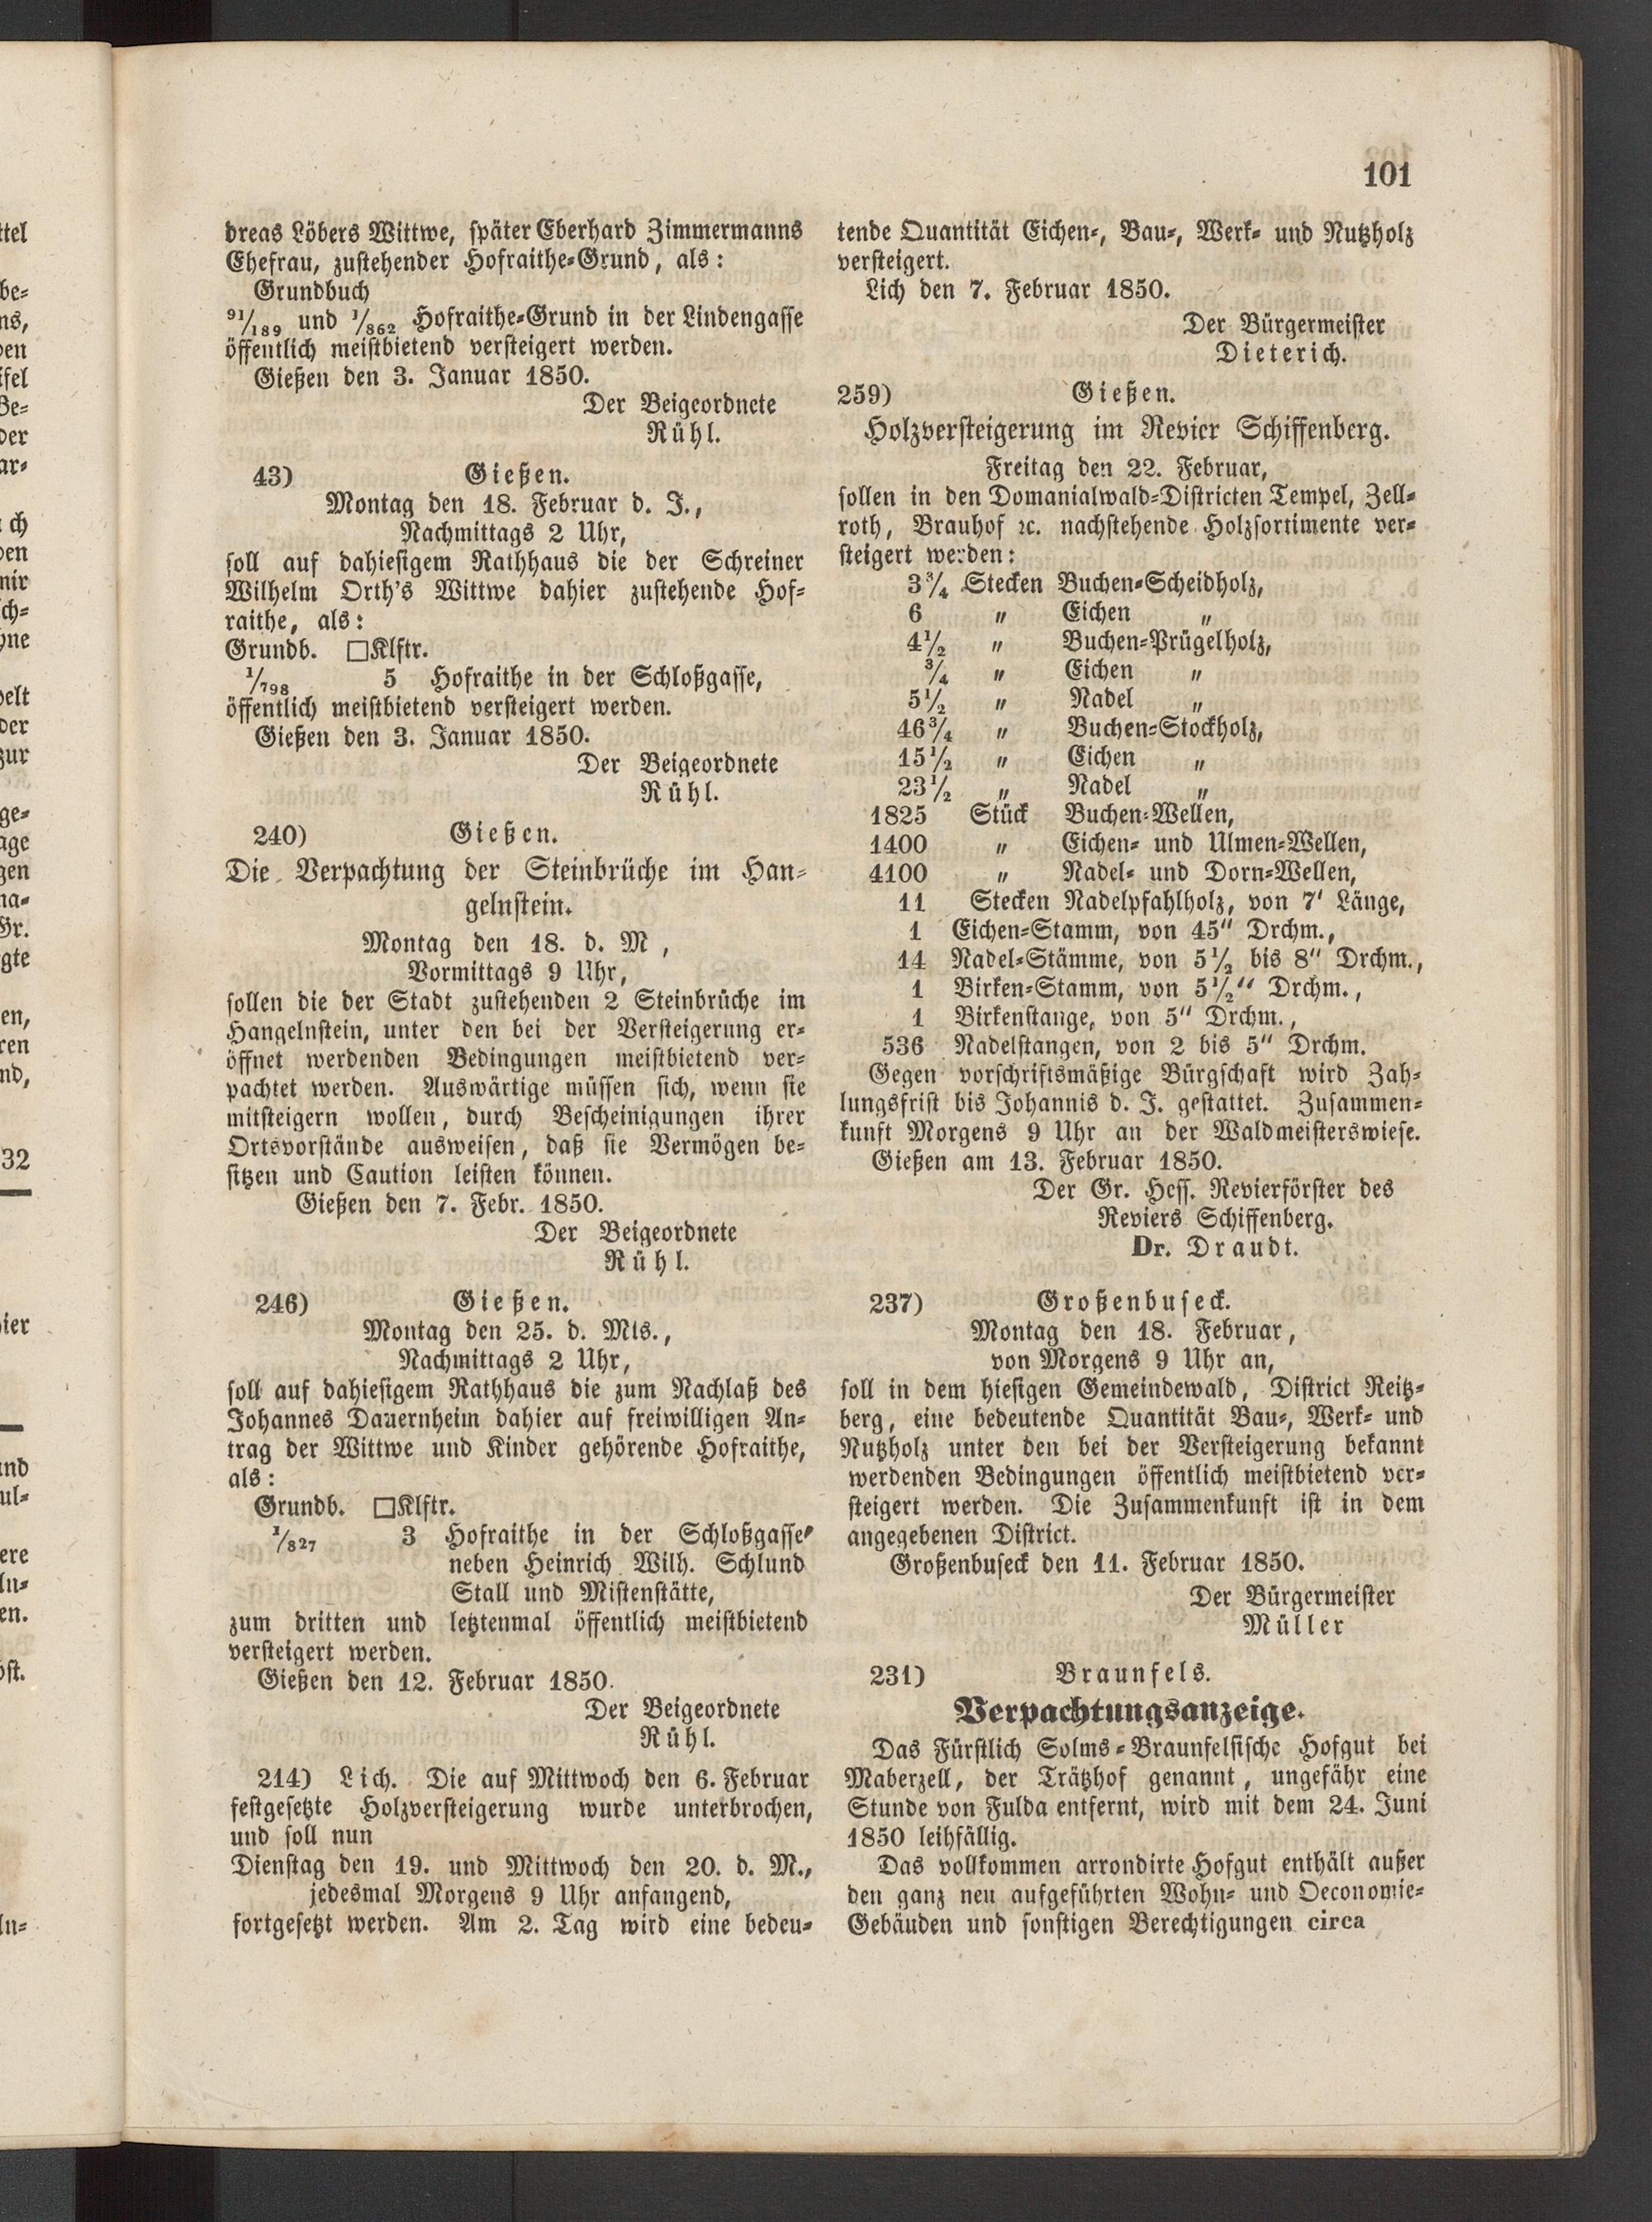 101
dreas Löbers Wittwe, später Eberhard Zimmermanns
Ehefrau, zustehender Hofraithe-Grund, als:
Grundbuch
91/189 und 1/862 Hofraithe-Grund in der Lindengasse
öffentlich meistbietend versteigert werden.
Gießen den 3. Januar 1850.
Der Beigeordnete
Rühl.
43) Gießen.
Montag den 18. Februar d. J.,
Nachmittags 2 Uhr,
soll auf dahiesigem Rathhaus die der Schreiner
Wilhelm Orth's Wittwe dahier zustehende Hof-
raithe, als:
Grundb. □Klftr.
1/798 5 Hofraithe in der Schloßgasse,
öffentlich meistbietend versteigert werden.
Gießen den 3. Januar 1850.
Der Beigeordnete
Rühl.
240) Gießen.
Die Verpachtung der Steinbrüche im Han-
gelnstein.
Montag den 18. d. M ,
Vormittags 9 Uhr,
sollen die der Stadt zustehenden 2 Steinbrüche im
Hangelnstein, unter den bei der Versteigerung er-
öffnet werdenden Bedingungen meistbietend ver-
pachtet werden. Auswärtige müssen sich, wenn sie
mitsteigern wollen, durch Bescheinigungen ihrer
Ortsvorstände ausweisen, daß sie Vermögen be-
sitzen und Caution leisten können.
Gießen den 7. Febr. 1850.
Der Beigeordnete
Rühl.
246) Gießen.
Montag den 25. d. Mts.,
Nachmittags 2 Uhr,
soll auf dahiesigem Rathhaus die zum Nachlaß des
Johannes Dauernheim dahier auf freiwilligen An-
trag der Wittwe und Kinder gehörende Hofraithe,
als:
Grundb. □Klftr.
1/827 3 Hofraithe in der Schloßgasse,
neben Heinrich Wilh. Schlund
Stall und Mistenstätte,
zum dritten und letztenmal öffentlich meistbietend
versteigert werden.
Gießen den 12. Februar 1850.
Der Beigeordnete
Rühl.
214) Lich. Die auf Mittwoch den 6. Februar
festgesetzte Holzversteigerung wurde unterbrochen,
und soll nun
Dienstag den 19. und Mittwoch den 20. d. M.,
jedesmal Morgens 9 Uhr anfangend,
fortgesetzt werden. Am 2. Tag wird eine bedeu-
tende Quantität Eichen-, Bau-, Werk- und Nutzholz
versteigert.
Lich den 7. Februar 1850.
Der Bürgermeister
Dieterich.
259) Gießen.
Holzversteigerung im Revier Schiffenberg.
Freitag den 22. Februar,
sollen in den Domanialwald-Districten Tempel, Zell-
roth, Brauhof ꝛc. nachstehende Holzsortimente ver-
steigert werden:
3 3/4 Stecken Buchen-Scheidholz,
6 " Eichen "
4 1/2 " Buchen-Prügelholz,
3/4 " Eichen "
5 1/2 " Nadel "
46 3/4 " Buchen-Stockholz,
15 1/2 " Eichen "
23 1/2 " Nadel "
1825 Stück Buchen-Wellen,
1400 " Eichen- und Ulmen-Wellen,
4100 " Nadel- und Dorn-Wellen,
11 Stecken Nadelpfahlholz, von 7' Länge,
1 Eichen-Stamm, von 45" Drchm.,
14 Nadel-Stämme, von 5 1/2 bis 8" Drchm.,
1 Birken-Stamm, von 5 1/2" Drchm.,
1 Birkenstange, von 5" Drchm.,
536 Nadelstangen, von 2 bis 5" Drchm.
Gegen vorschriftsmäßige Bürgschaft wird Zah-
lungsfrist bis Johannis d. J. gestattet. Zusammen-
kunft Morgens 9 Uhr an der Waldmeisterswiese.
Gießen am 13. Februar 1850.
Der Gr. Hess. Revierförster des
Reviers Schiffenberg.
Dr. Draudt.
237) Großenbuseck.
Montag den 18. Februar,
von Morgens 9 Uhr an,
soll in dem hiesigen Gemeindewald, District Reitz-
berg, eine bedeutende Quantität Bau-, Werk- und
Nutzholz unter den bei der Versteigerung bekannt
werdenden Bedingungen öffentlich meistbietend ver-
steigert werden. Die Zusammenkunft ist in dem
angegebenen District.
Großenbuseck den 11. Februar 1850.
Der Bürgermeister
Müller
231) Braunfels.
Verpachtungsanzeige.
Das Fürstlich Solms-Braunfelsische Hofgut bei
Maberzell, der Trätzhof genannt, ungefähr eine
Stunde von Fulda entfernt, wird mit dem 24. Juni
1850 leihfällig.
Das vollkommen arrondirte Hofgut enthält außer
den ganz neu aufgeführten Wohn- und Oeconomie-
Gebäuden und sonstigen Berechtigungen circa